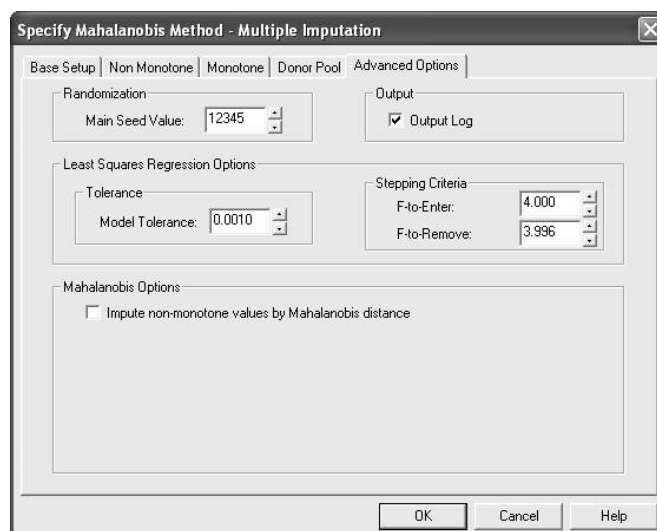 Specify Mahalanobis Method - Multiple Imputation
Base Setup Non Monotone Monotone Donor Pool Advanced Options
Randomization
Main Seed Value: 12345
Output
Output Log
Least Squares Regression Options
Tolerance
Model Tolerance: 0.0010
Stepping Criteria
F-to-Enter: 4.000
F-to-Remove: 3.996
Mahalanobis Options
Impute non-monotone values by Mahalanobis distance
OK Cancel Help